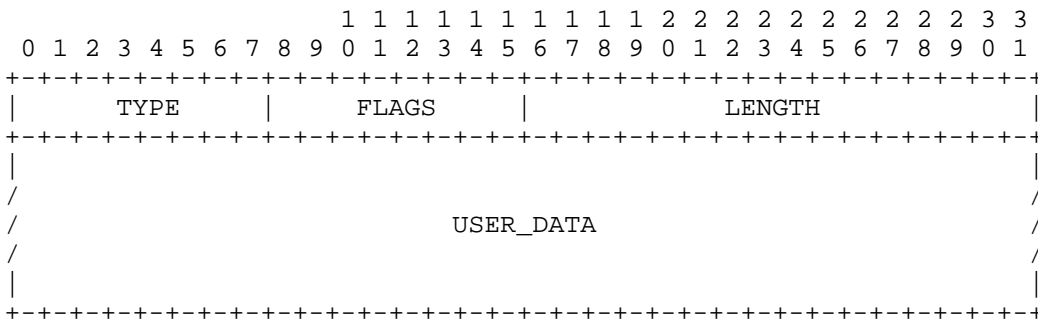 1 1 1 1 1 1 1 1 1 1 2 2 2 2 2 2 2 2 2 2 3 3
 0 1 2 3 4 5 6 7 8 9 0 1 2 3 4 5 6 7 8 9 0 1 2 3 4 5 6 7 8 9 0 1
+-+-+-+-+-+-+-+-+-+-+-+-+-+-+-+-+-+-+-+-+-+-+-+-+-+-+-+-+-+-+-+-+
|      TYPE     |     FLAGS     |            LENGTH             |
+-+-+-+-+-+-+-+-+-+-+-+-+-+-+-+-+-+-+-+-+-+-+-+-+-+-+-+-+-+-+-+-+
|                                                               |
/                                                               /
/                           USER_DATA                           /
/                                                               /
|                                                               |
+-+-+-+-+-+-+-+-+-+-+-+-+-+-+-+-+-+-+-+-+-+-+-+-+-+-+-+-+-+-+-+-+